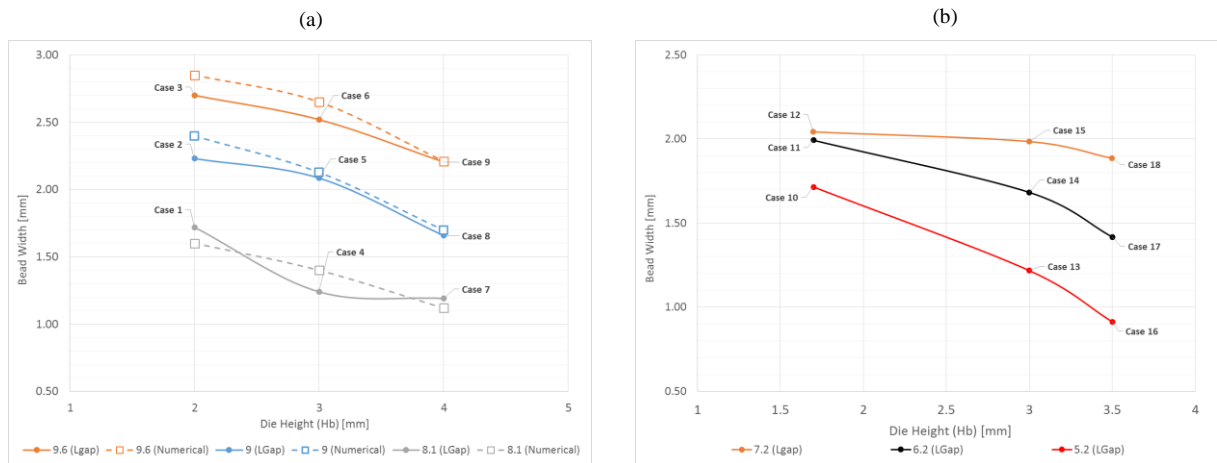 (a)
(b)
3.00
2.50
2.00
1.50
1.00
0.50
Bead Width [mm]
Case 3
Case 6
Case 9
Case 2
Case 5
Case 8
Case 1
Case 4
Case 7
1 2 3 4 5
Die Height (Hb) [mm]
9.6 (Lgap) 9.6 (Numerical) 9 (LGap) 9 (Numerical) 8.1 (LGap) 8.1 (Numerical)
2.50
2.00
1.50
1.00
0.50
Bead Width [mm]
Case 12
Case 15
Case 11
Case 18
Case 14
Case 10
Case 17
Case 13
Case 16
1 1.5 2 2.5 3 3.5 4
Die Height (Hb) [mm]
7.2 (Lgap) 6.2 (LGap) 5.2 (LGap)